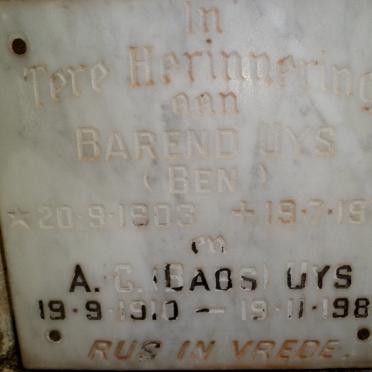 In
Tere Herinnering
aan
BAREND UYS
(BEN)
* 20·9·1903 + 19·7·19
en
A. C. (BABS) UYS
19·9·1910 – 19·11·198
RUS IN VREDE.